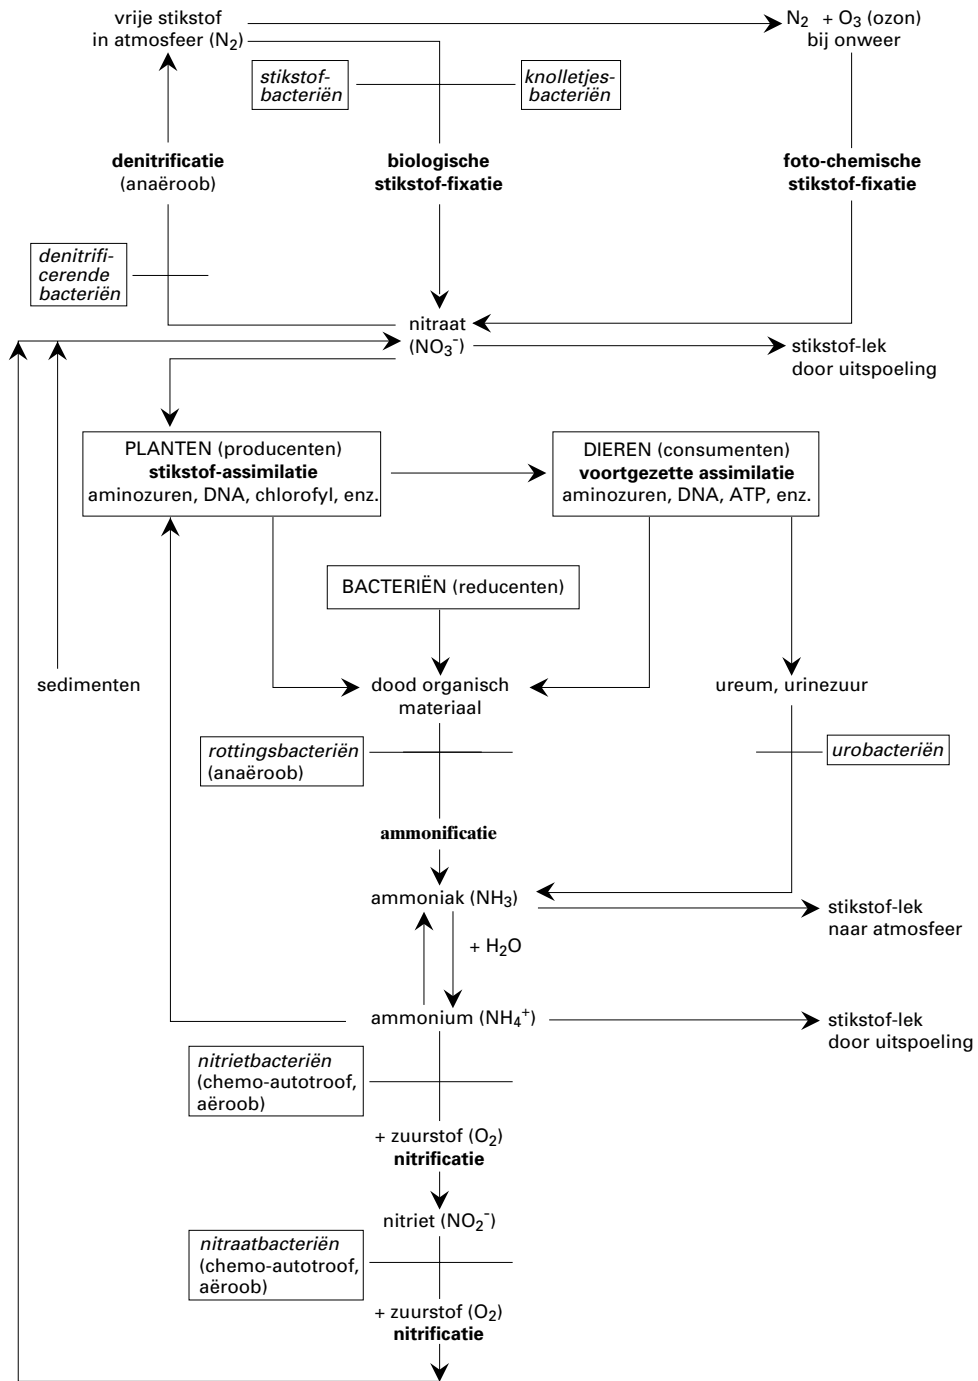 vrije stikstof
in atmosfeer (N₂)
N₂ + O₃ (ozon)
bij onweer
stikstof-
bacteriën
knolletjes-
bacteriën
denitrificatie
(anaëroob)
biologische
stikstof-fixatie
foto-chemische
stikstof-fixatie
denitrifi-
cerende
bacteriën
nitraat
(NO₃⁻)
stikstof-lek
door uitspoeling
PLANTEN (producenten)
stikstof-assimilatie
aminozuren, DNA, chlorofyl, enz.
DIEREN (consumenten)
voortgezette assimilatie
aminozuren, DNA, ATP, enz.
BACTERIËN (reducenten)
sedimenten
dood organisch
materiaal
ureum, urinezuur
rottingsbacteriën
(anaëroob)
urobacteriën
ammonificatie
ammoniak (NH₃)
stikstof-lek
naar atmosfeer
+ H₂O
ammonium (NH₄⁺)
stikstof-lek
door uitspoeling
nitrietbacteriën
(chemo-autotroof,
aëroob)
+ zuurstof (O₂)
nitrificatie
nitriet (NO₂⁻)
nitraatbacteriën
(chemo-autotroof,
aëroob)
+ zuurstof (O₂)
nitrificatie